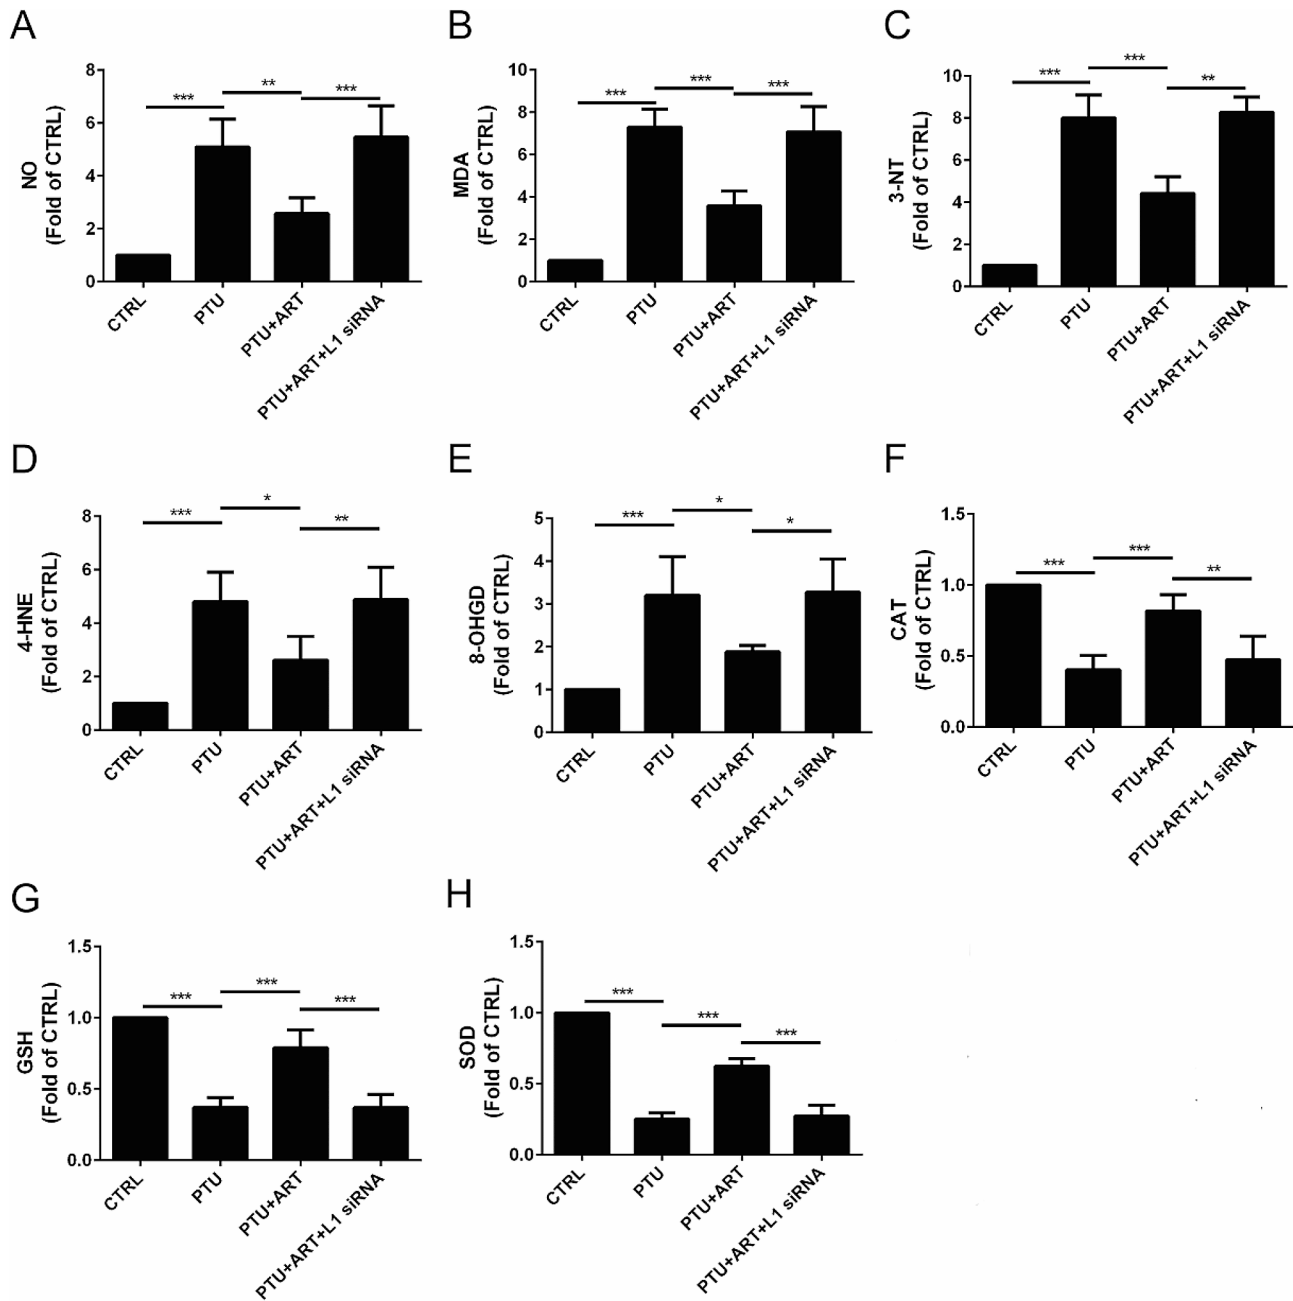 A
NO
(Fold of CTRL)
8
6
4
2
0
***
**
***
CTRL
PTU
PTU+ART
PTU+ART+L1 siRNA
B
MDA
(Fold of CTRL)
10
8
6
4
2
0
***
***
***
CTRL
PTU
PTU+ART
PTU+ART+L1 siRNA
C
3-NT
(Fold of CTRL)
10
8
6
4
2
0
***
***
**
CTRL
PTU
PTU+ART
PTU+ART+L1 siRNA
D
4-HNE
(Fold of CTRL)
8
6
4
2
0
***
*
**
CTRL
PTU
PTU+ART
PTU+ART+L1 siRNA
E
8-OHGD
(Fold of CTRL)
5
4
3
2
1
0
***
*
*
CTRL
PTU
PTU+ART
PTU+ART+L1 siRNA
F
CAT
(Fold of CTRL)
1.5
1.0
0.5
0.0
***
***
**
CTRL
PTU
PTU+ART
PTU+ART+L1 siRNA
G
GSH
(Fold of CTRL)
1.5
1.0
0.5
0.0
***
***
***
CTRL
PTU
PTU+ART
PTU+ART+L1 siRNA
H
SOD
(Fold of CTRL)
1.5
1.0
0.5
0.0
***
***
***
CTRL
PTU
PTU+ART
PTU+ART+L1 siRNA